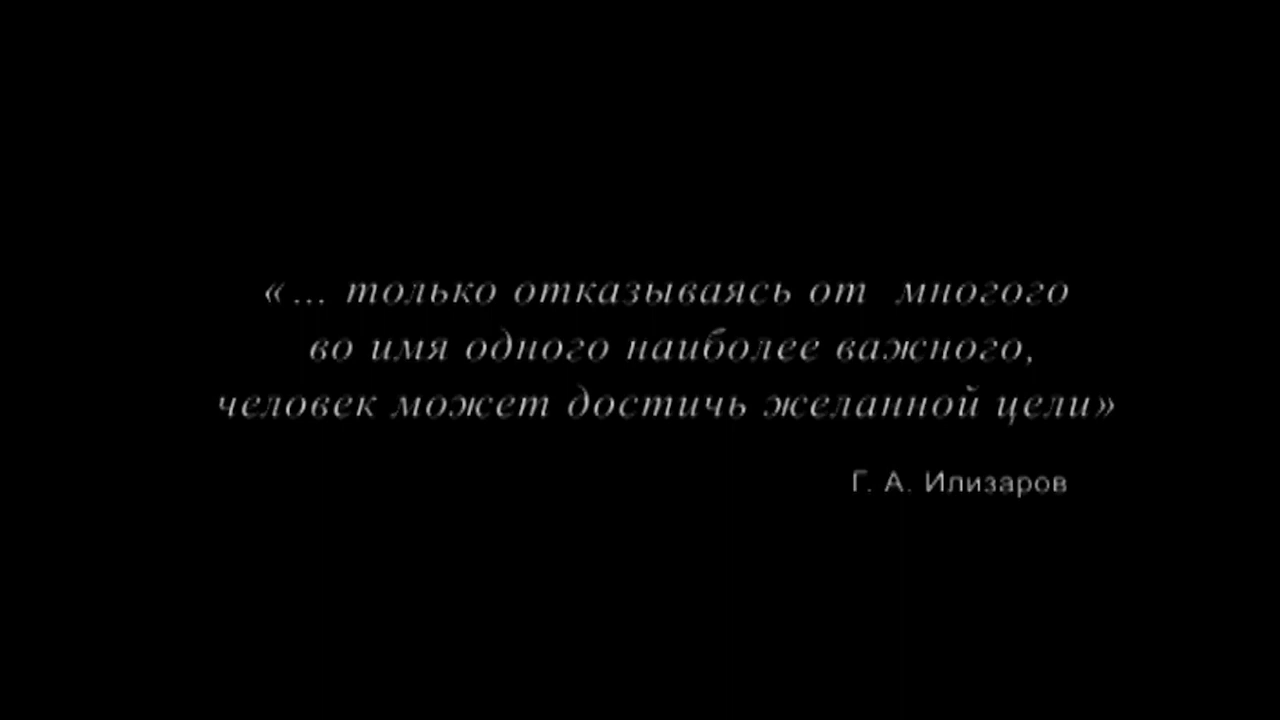 «... только отказываясь от многого
во имя одного наиболее важного,
человек может достичь желанной цели»
Г. А. Илизаров